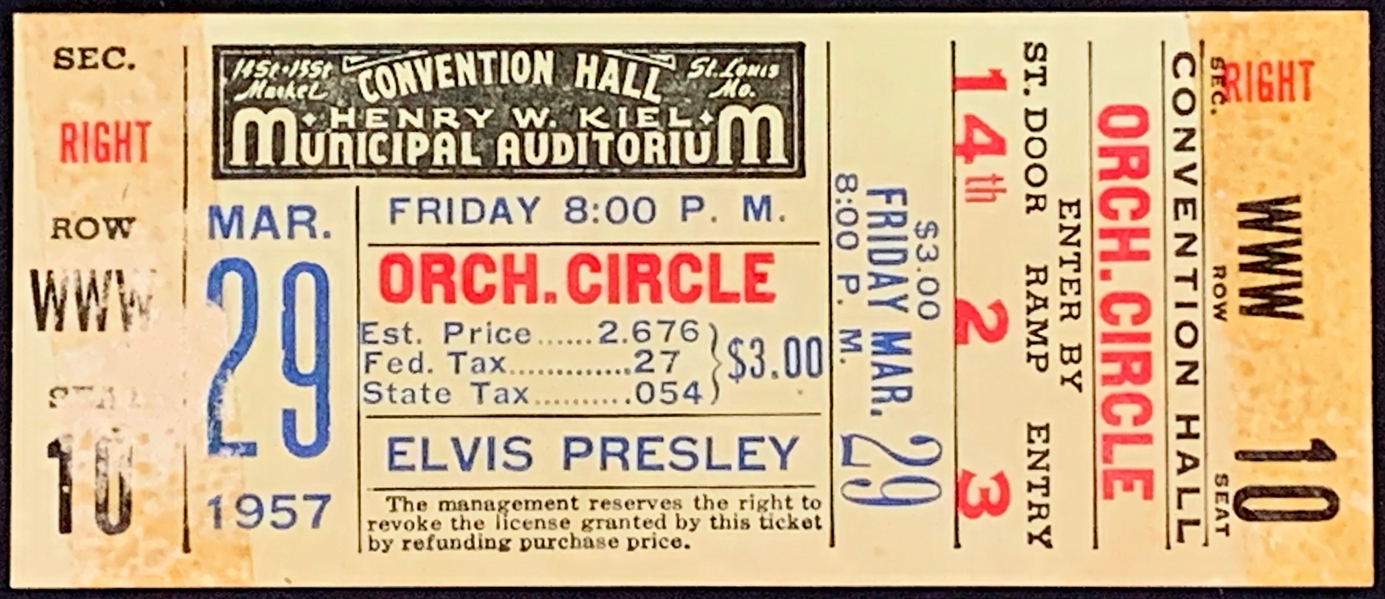 SEC.
RIGHT
ROW
WWW
SEAT
10
14St·15St
Market
CONVENTION HALL
St. Louis
Mo.
HENRY W. KIEL
MUNICIPAL AUDITORIUM
MAR.
29
1957
FRIDAY 8:00 P. M.
ORCH. CIRCLE
Est. Price......2.676
Fed. Tax.............27
State Tax..........054
$3.00
ELVIS PRESLEY
The management reserves the right to
revoke the license granted by this ticket
by refunding purchase price.
$3.00
FRIDAY MAR. 29
8:00 P. M.
ENTER BY
ST. DOOR RAMP ENTRY
14th 2 3
SEC. ROW SEAT
RIGHT WWW 10
CONVENTION HALL
ORCH. CIRCLE